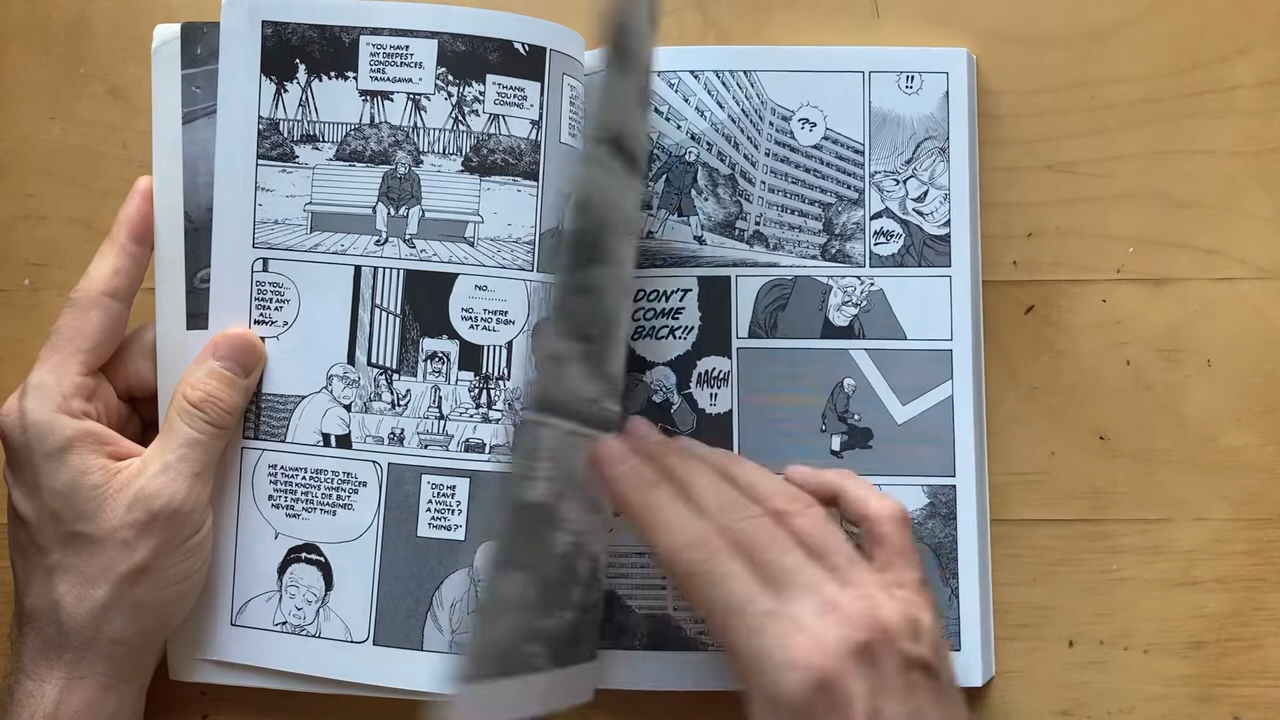 "YOU HAVE
MY DEEPEST
CONDOLENCES,
MRS.
YAMAGAWA..."
"THANK
YOU FOR
COMING..."
DO YOU...
DO YOU
HAVE ANY
IDEA AT
ALL
WHY...?
NO...
............
NO... THERE
WAS NO SIGN
AT ALL.
HE ALWAYS USED TO TELL
ME THAT A POLICE OFFICER
NEVER KNOWS WHEN OR
WHERE HE'LL DIE. BUT...
BUT I NEVER IMAGINED,
NEVER...NOT THIS
WAY...
"DID HE
LEAVE
A WILL?
A NOTE?
ANY-
THING?"
??
!!
HNG!!
DON'T
COME
BACK!!
AAGGH
!!